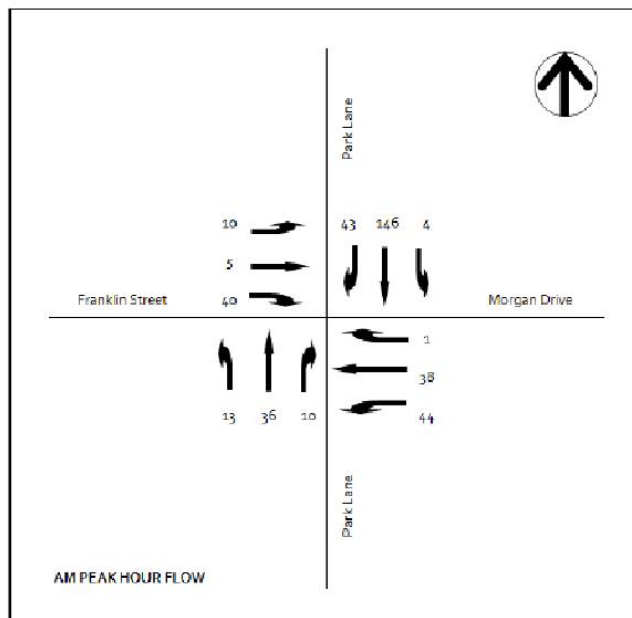 Park Lane
10
43 146 4
5
Franklin Street
40
Morgan Drive
1
38
13 36 10
44
Park Lane
AM PEAK HOUR FLOW